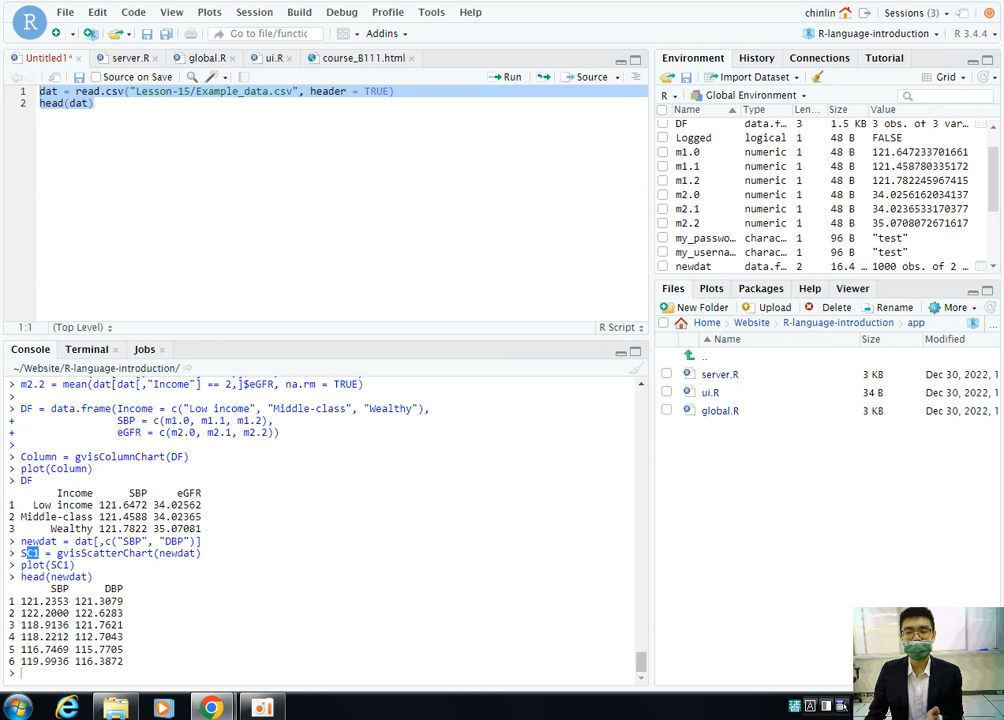 File Edit Code View Plots Session Build Debug Profile Tools Help
chinlin Sessions (3)
Go to file/functic Addins
R-language-introduction R 3.4.4
Untitled1* server.R global.R ui.R course_B111.html
Source on Save Run Source
1 dat = read.csv("Lesson-15/Example_data.csv", header = TRUE)
2 head(dat)
1:1 (Top Level) R Script
Console Terminal Jobs
~/Website/R-language-introduction/
> m2.2 = mean(dat[dat[,"Income"] == 2,]$eGFR, na.rm = TRUE)
>
> DF = data.frame(Income = c("Low income", "Middle-class", "Wealthy"),
+ SBP = c(m1.0, m1.1, m1.2),
+ eGFR = c(m2.0, m2.1, m2.2))
>
> Column = gvisColumnChart(DF)
> plot(Column)
> DF
Income SBP eGFR
1 Low income 121.6472 34.02562
2 Middle-class 121.4588 34.02365
3 Wealthy 121.7822 35.07081
> newdat = dat[,c("SBP", "DBP")]
> SC1 = gvisScatterChart(newdat)
> plot(SC1)
> head(newdat)
SBP DBP
1 121.2353 121.3079
2 122.2000 122.6283
3 118.9136 121.7621
4 118.2212 112.7043
5 116.7469 115.7705
6 119.9936 116.3872
>
Environment History Connections Tutorial
Import Dataset Grid
R Global Environment
Name Type Len... Size Value
DF data.f... 3 1.5 KB 3 obs. of 3 var...
Logged logical 1 48 B FALSE
m1.0 numeric 1 48 B 121.647233701661
m1.1 numeric 1 48 B 121.458780335172
m1.2 numeric 1 48 B 121.782245967415
m2.0 numeric 1 48 B 34.0256162034137
m2.1 numeric 1 48 B 34.0236533170377
m2.2 numeric 1 48 B 35.0708072671617
my_passwo... charac... 1 96 B "test"
my_userna... charac... 1 96 B "test"
newdat data.f... 2 16.4 ... 1000 obs. of 2 ...
Files Plots Packages Help Viewer
New Folder Upload Delete Rename More
Home Website R-language-introduction app ...
Name Size Modified
..
server.R 3 KB Dec 30, 2022, 1
ui.R 34 B Dec 30, 2022, 1
global.R 3 KB Dec 30, 2022, 1